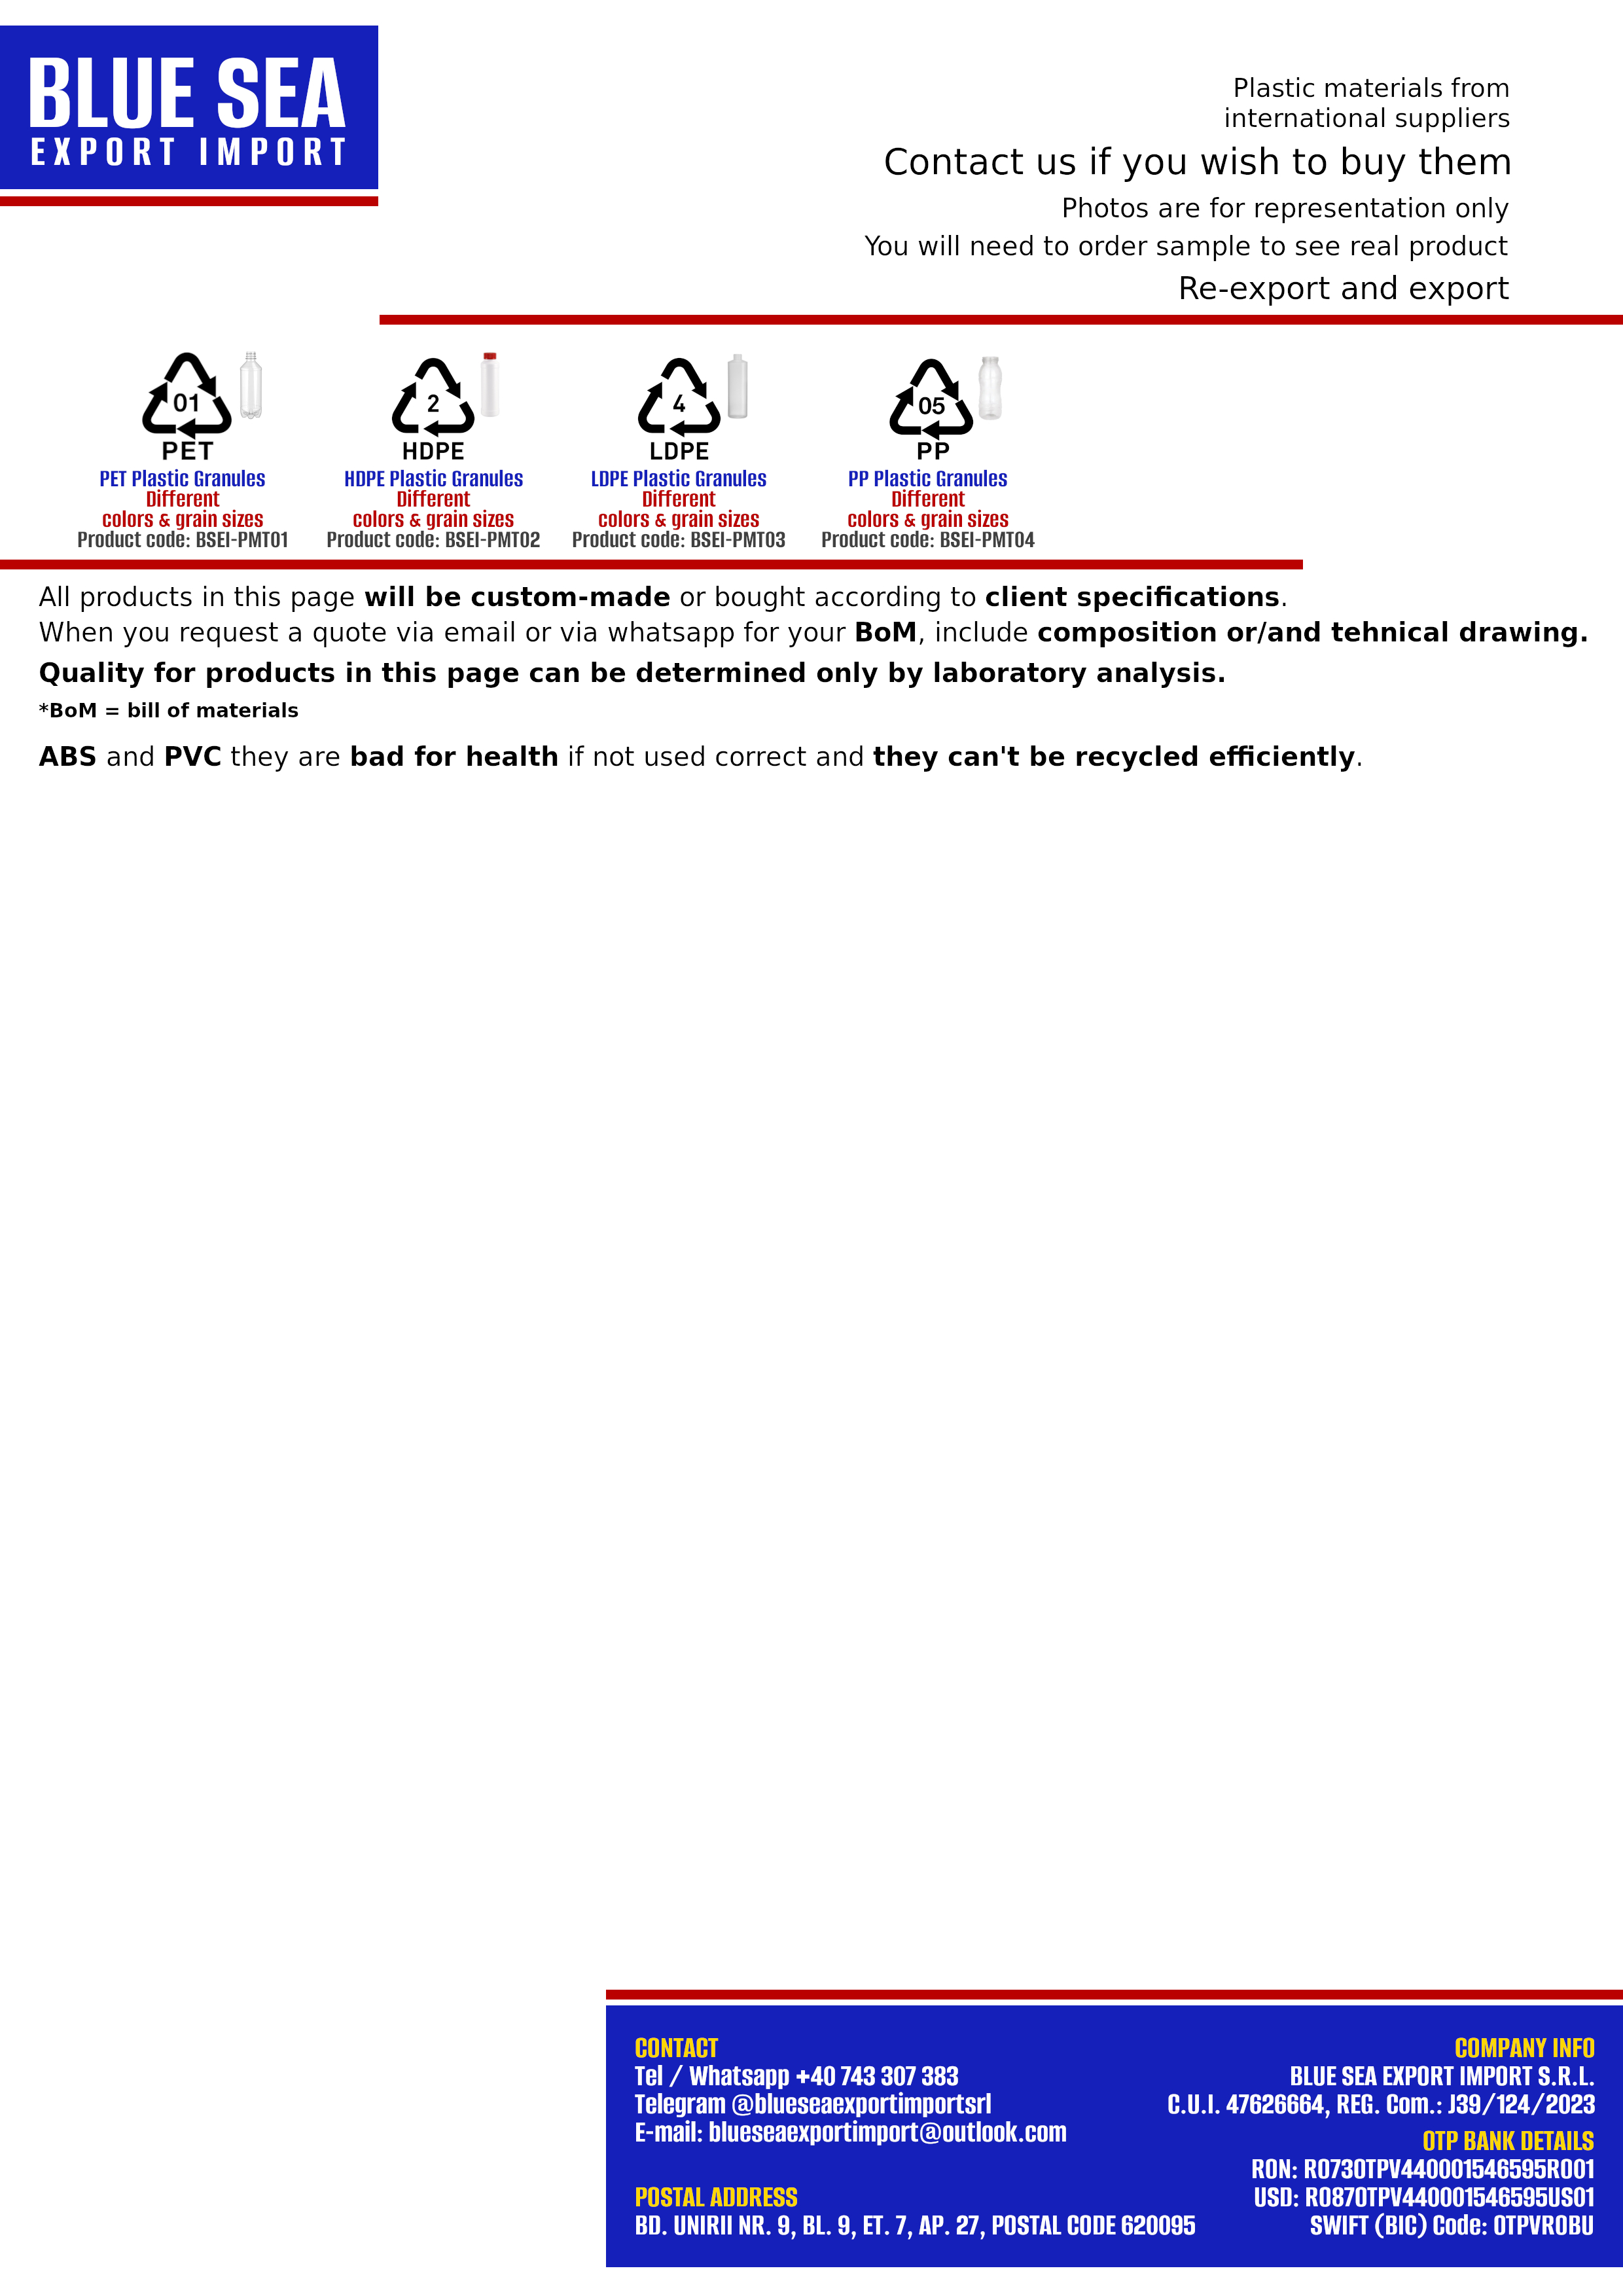 BLUE SEA
EXPORT IMPORT
Plastic materials from
international suppliers
Contact us if you wish to buy them
Photos are for representation only
You will need to order sample to see real product
Re-export and export
01
PET
PET Plastic Granules
Different
colors & grain sizes
Product code: BSEI-PMT01
2
HDPE
HDPE Plastic Granules
Different
colors & grain sizes
Product code: BSEI-PMT02
4
LDPE
LDPE Plastic Granules
Different
colors & grain sizes
Product code: BSEI-PMT03
05
PP
PP Plastic Granules
Different
colors & grain sizes
Product code: BSEI-PMT04
All products in this page will be custom-made or bought according to client specifications.
When you request a quote via email or via whatsapp for your BoM, include composition or/and tehnical drawing.
Quality for products in this page can be determined only by laboratory analysis.
*BoM = bill of materials
ABS and PVC they are bad for health if not used correct and they can't be recycled efficiently.
CONTACT
Tel / Whatsapp +40 743 307 383
Telegram @blueseaexportimportsrl
E-mail: blueseaexportimport@outlook.com
POSTAL ADDRESS
BD. UNIRII NR. 9, BL. 9, ET. 7, AP. 27, POSTAL CODE 620095
COMPANY INFO
BLUE SEA EXPORT IMPORT S.R.L.
C.U.I. 47626664, REG. Com.: J39/124/2023
OTP BANK DETAILS
RON: RO73OTPV440001546595RO01
USD: RO87OTPV440001546595US01
SWIFT (BIC) Code: OTPVROBU